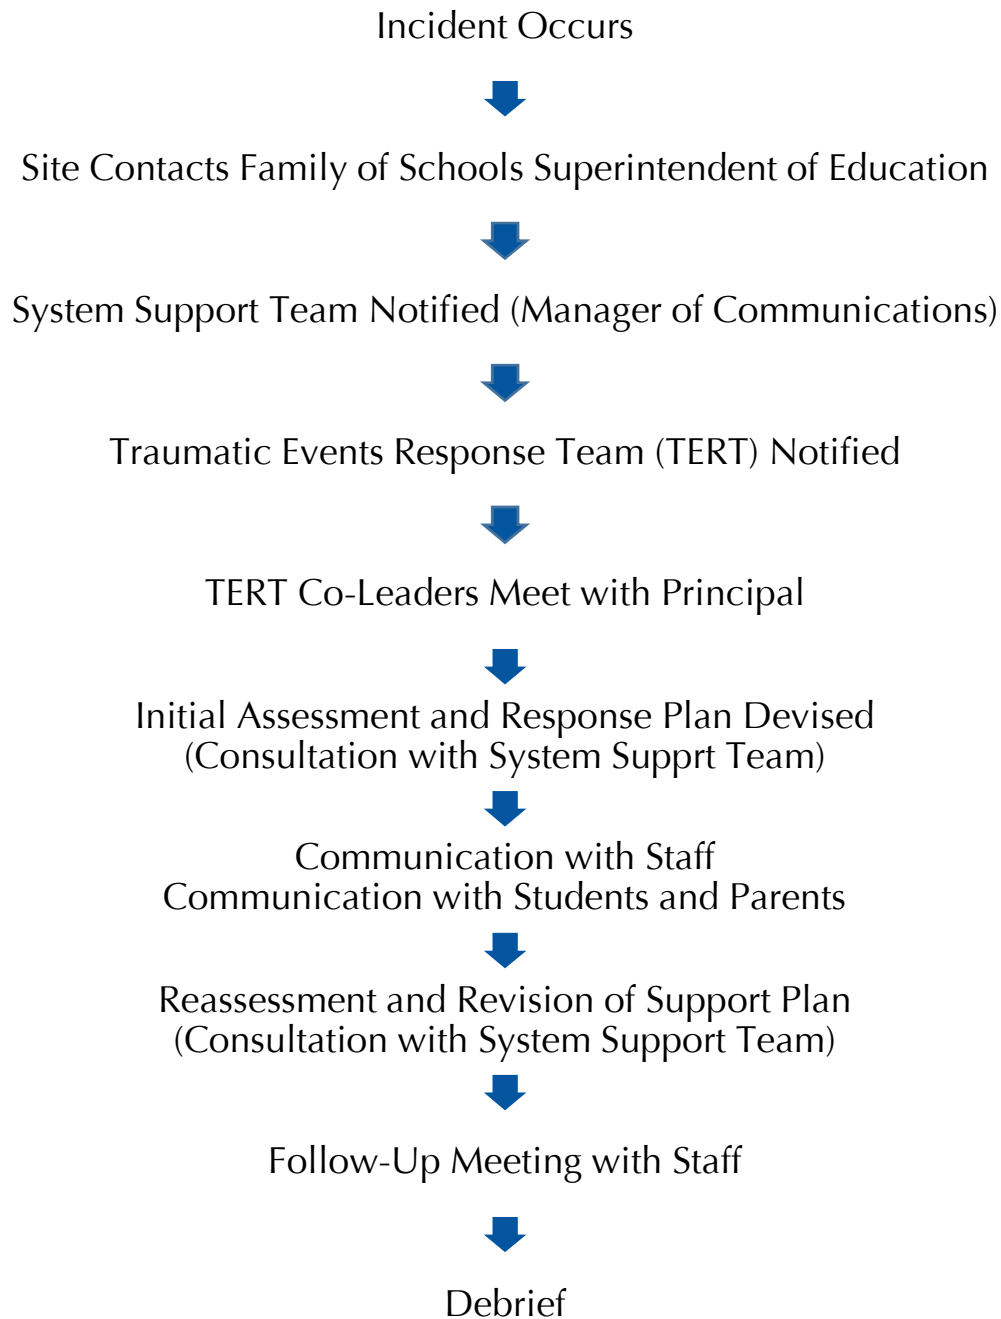 Incident Occurs
Site Contacts Family of Schools Superintendent of Education
System Support Team Notified (Manager of Communications)
Traumatic Events Response Team (TERT) Notified
TERT Co-Leaders Meet with Principal
Initial Assessment and Response Plan Devised
(Consultation with System Supprt Team)
Communication with Staff
Communication with Students and Parents
Reassessment and Revision of Support Plan
(Consultation with System Support Team)
Follow-Up Meeting with Staff
Debrief